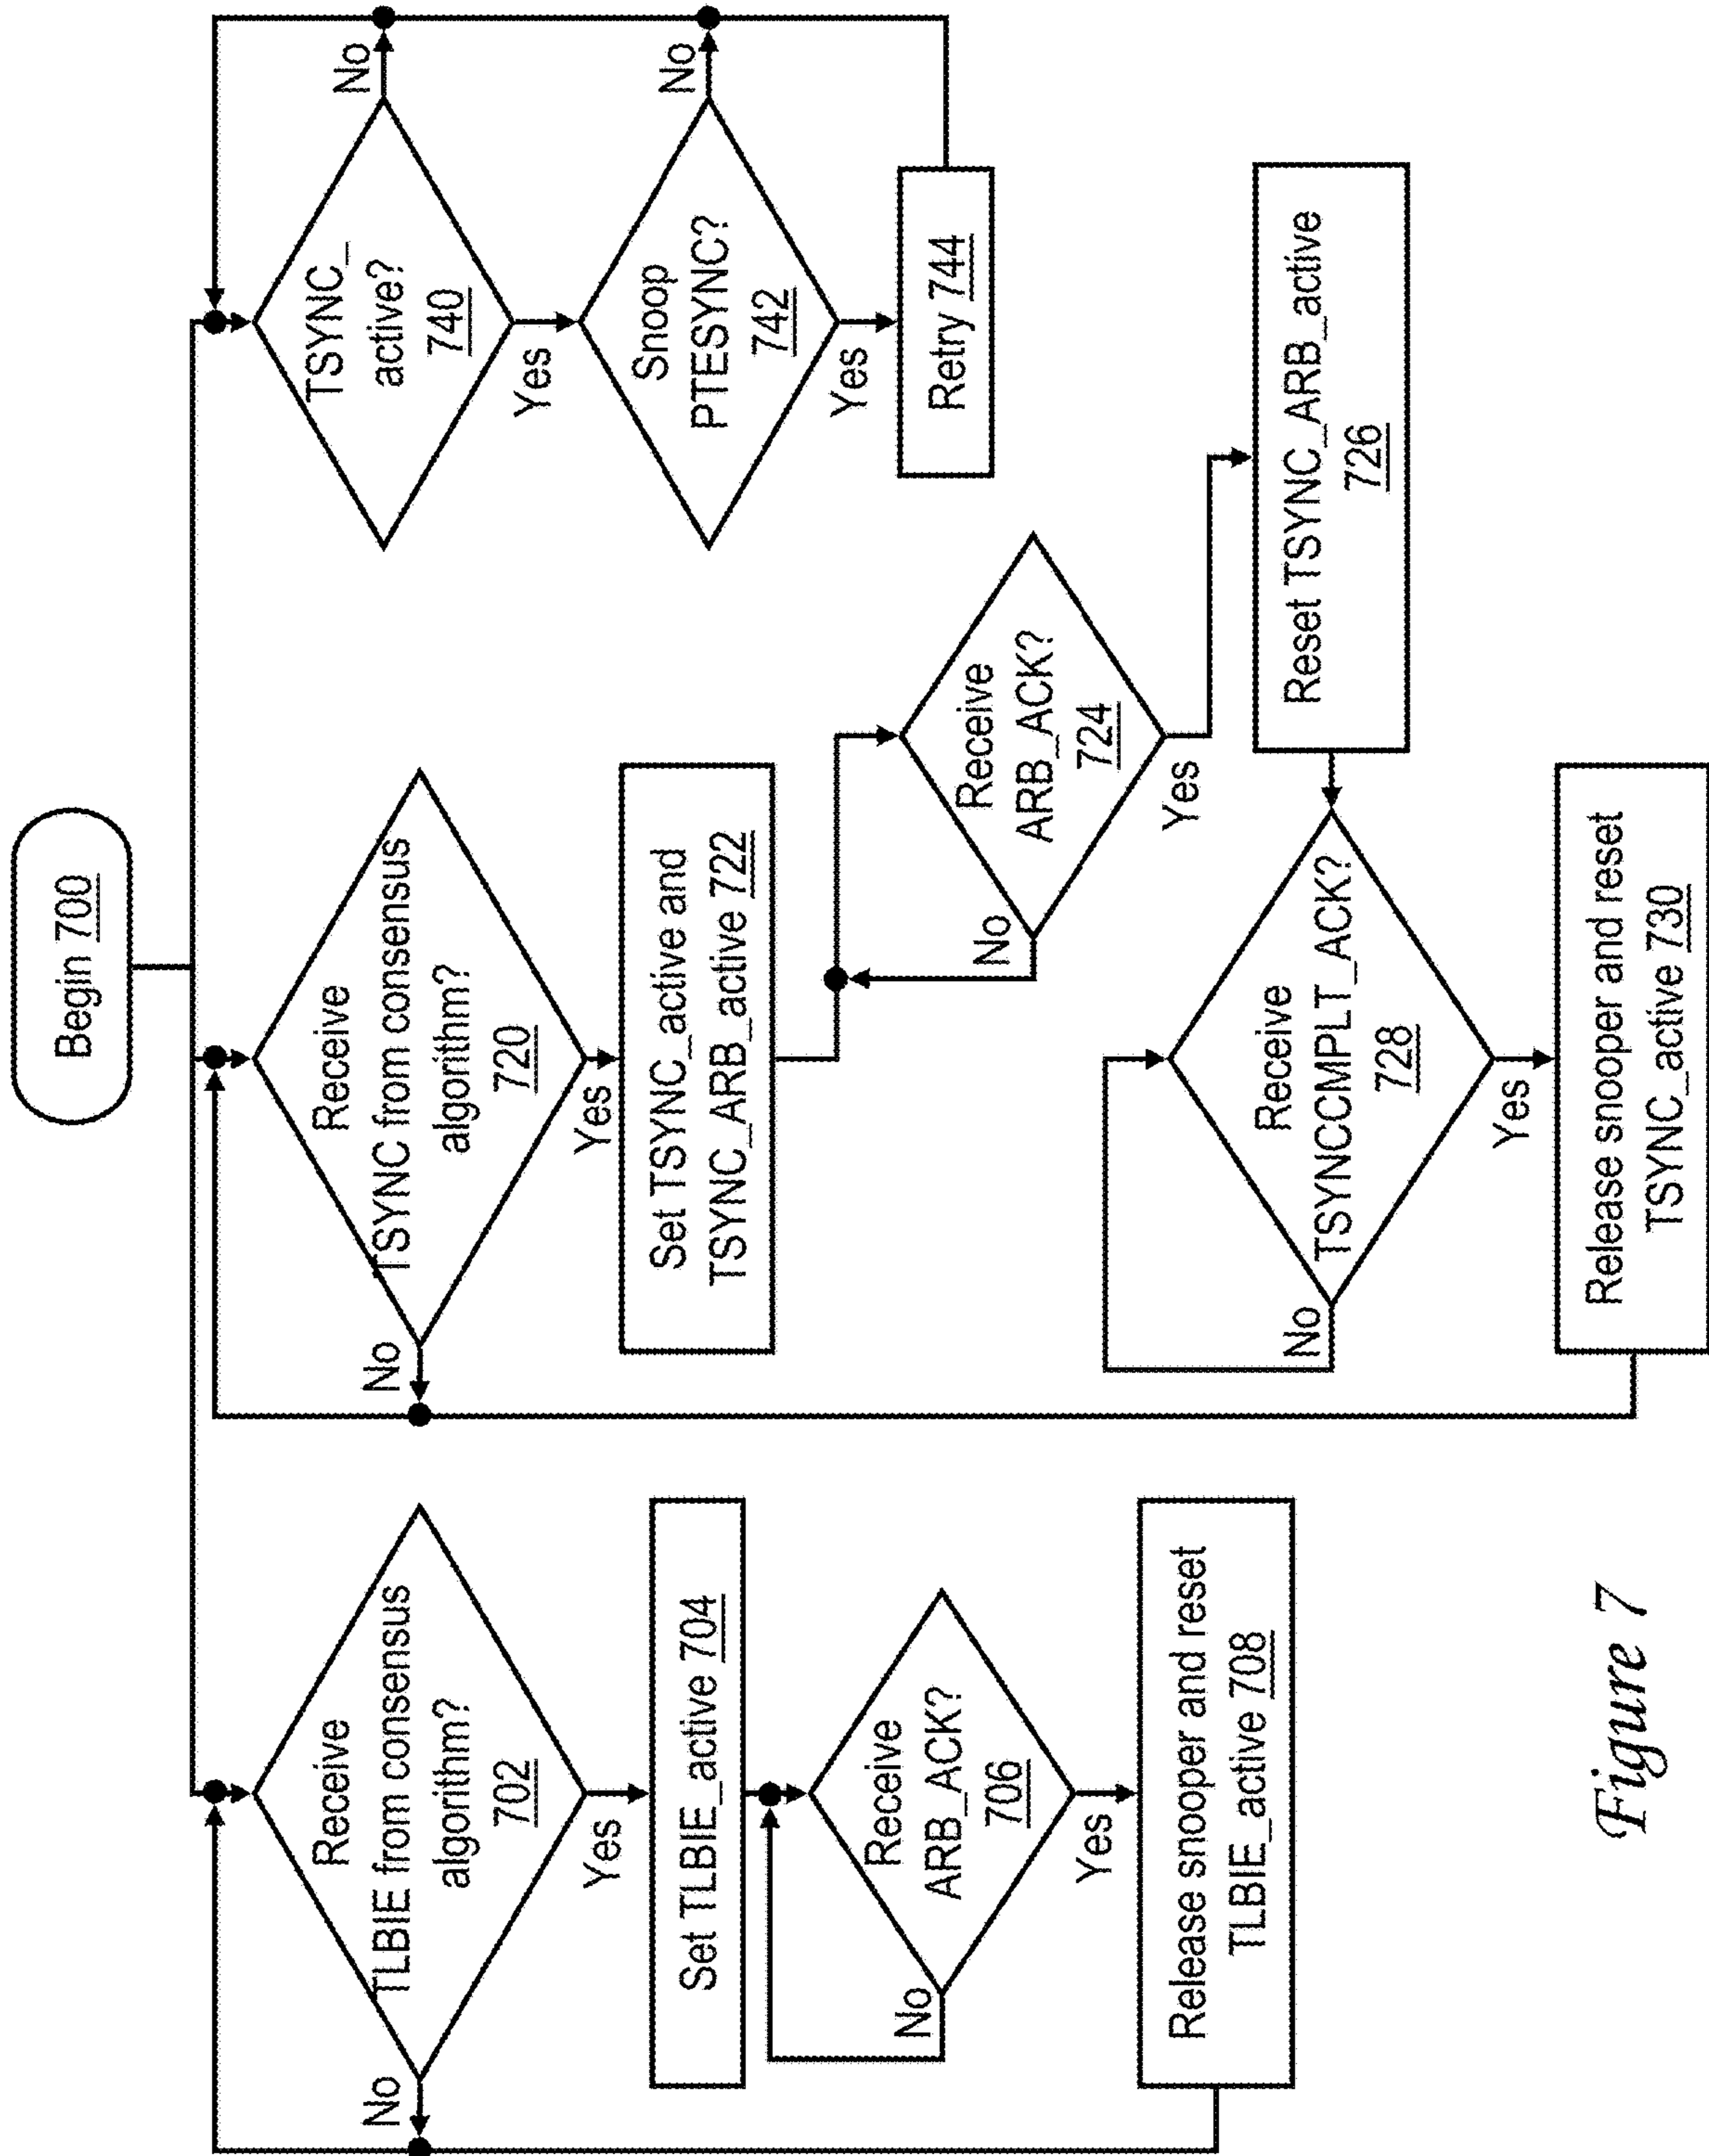 Begin 700
Receive
TLBIE from consensus
algorithm?
702
No
Yes
Set TLBIE_active 704
Receive
ARB_ACK?
706
No
Yes
Release snooper and reset
TLBIE_active 708
Receive
TSYNC from consensus
algorithm?
720
No
Yes
Set TSYNC_active and
TSYNC_ARB_active 722
Receive
ARB_ACK?
724
No
Yes
Reset TSYNC_ARB_active
726
Receive
TSYNCCMPLT_ACK?
728
No
Yes
Release snooper and reset
TSYNC_active 730
TSYNC_
active?
740
No
Yes
Snoop
PTESYNC?
742
No
Yes
Retry 744
Figure 7